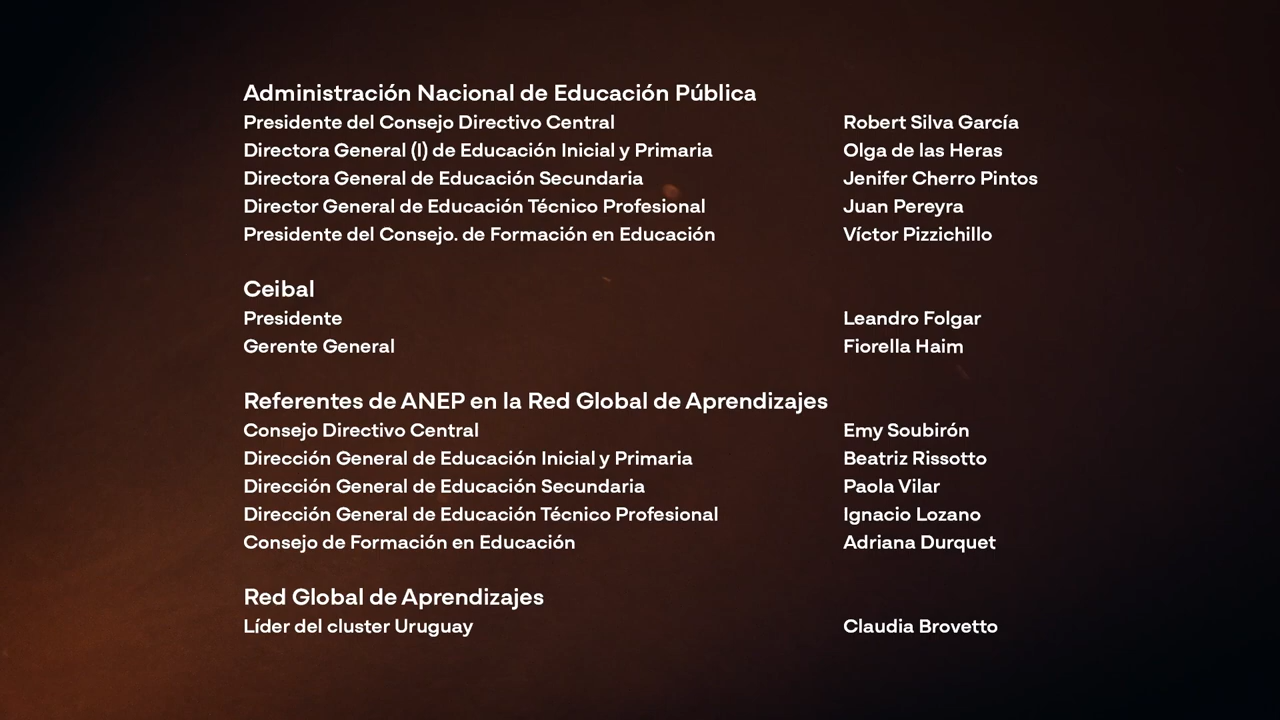 Administración Nacional de Educación Pública
Presidente del Consejo Directivo Central Robert Silva García
Directora General (I) de Educación Inicial y Primaria Olga de las Heras
Directora General de Educación Secundaria Jenifer Cherro Pintos
Director General de Educación Técnico Profesional Juan Pereyra
Presidente del Consejo. de Formación en Educación Víctor Pizzichillo
Ceibal
Presidente Leandro Folgar
Gerente General Fiorella Haim
Referentes de ANEP en la Red Global de Aprendizajes
Consejo Directivo Central Emy Soubirón
Dirección General de Educación Inicial y Primaria Beatriz Rissotto
Dirección General de Educación Secundaria Paola Vilar
Dirección General de Educación Técnico Profesional Ignacio Lozano
Consejo de Formación en Educación Adriana Durquet
Red Global de Aprendizajes
Líder del cluster Uruguay Claudia Brovetto